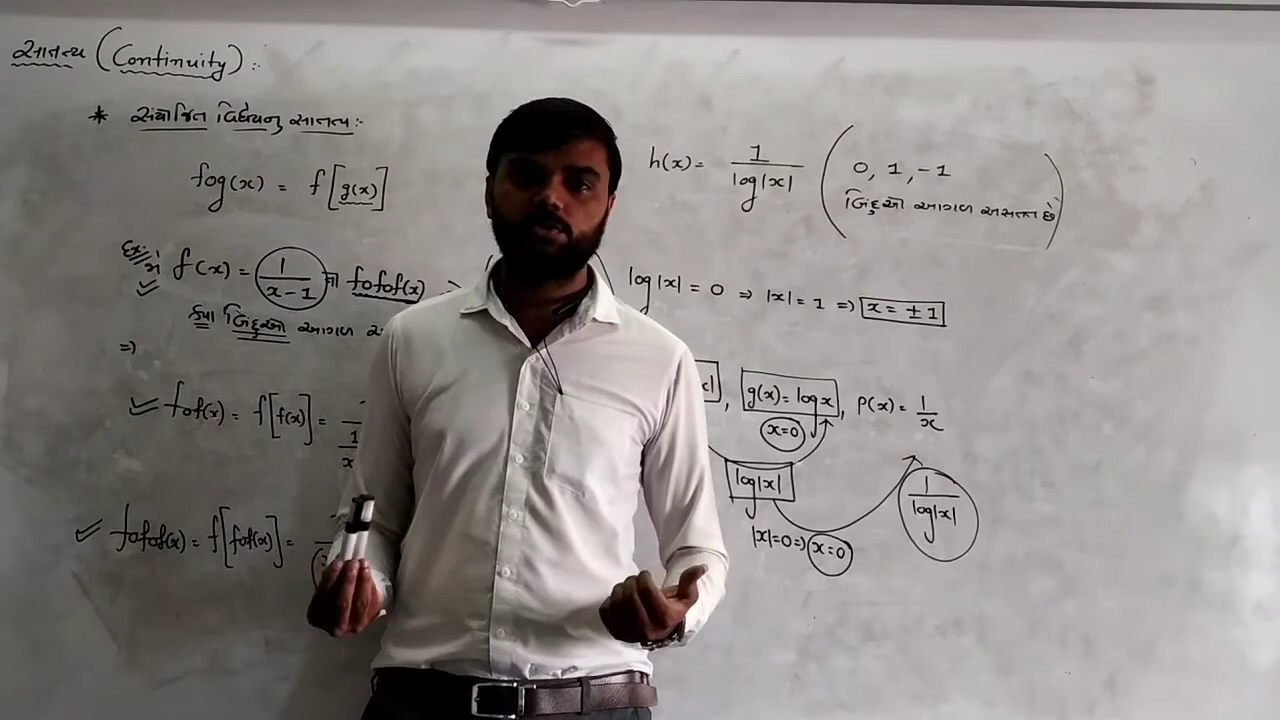 સાતત્ય (Continuity) :-
* સંયોજિત વિધેયનું સાતત્ય:-
fog(x) = f[g(x)]
Ex: જો f(x) = 1/(x-1) તો fofof(x)
કયા બિંદુઓ આગળ
=>
✓ fof(x) = f[f(x)] =
✓ fofof(x) = f[fof(x)] =
h(x) = 1/log|x| (0, 1, -1
બિંદુઓ આગળ અસતત છે)
log|x| = 0 ⇒ |x| = 1 ⇒ x = ±1
, g(x) = log x, P(x) = 1/x
x=0
log|x|
1/log|x|
|x|=0 ⇒ x=0